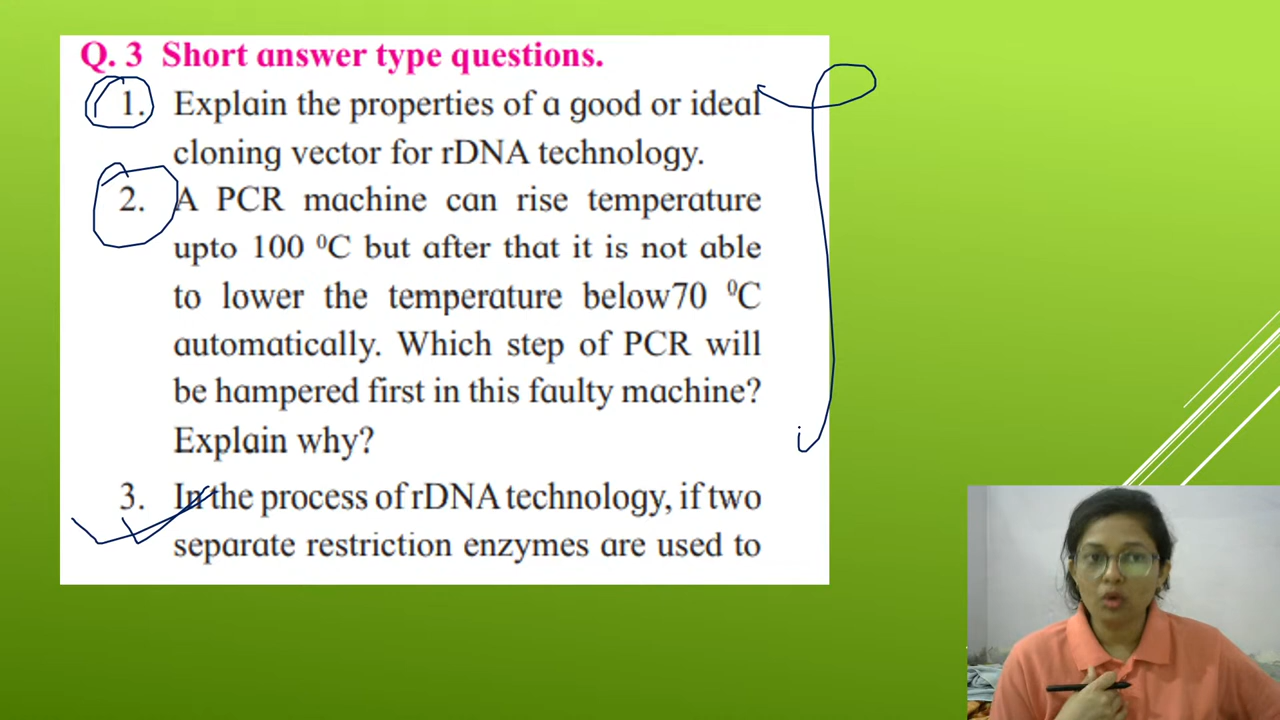 Q. 3 Short answer type questions.
1. Explain the properties of a good or ideal
cloning vector for rDNA technology.
2. A PCR machine can rise temperature
upto 100 ⁰C but after that it is not able
to lower the temperature below70 ⁰C
automatically. Which step of PCR will
be hampered first in this faulty machine?
Explain why?
3. In the process of rDNA technology, if two
separate restriction enzymes are used to